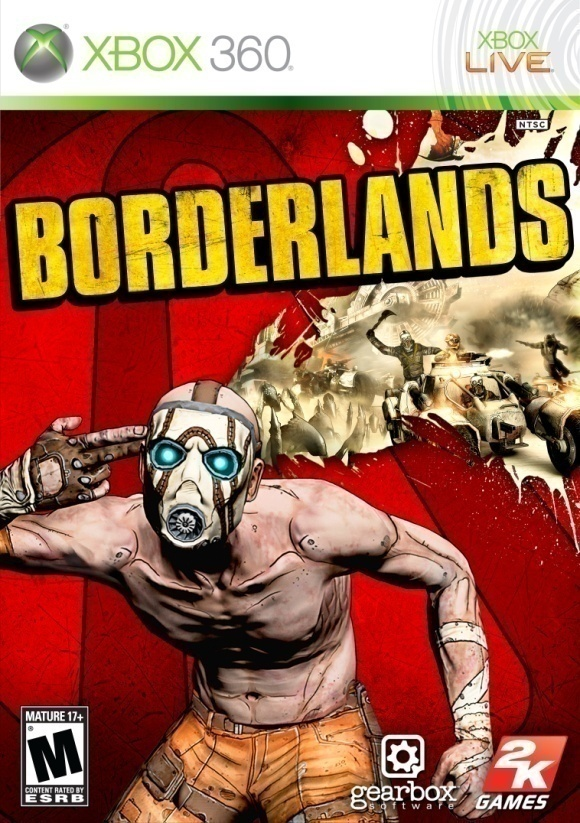 XBOX 360®
XBOX
LIVE
NTSC
BORDERLANDS
MATURE 17+
M
®
CONTENT RATED BY
ESRB
gearbox
software
2K
GAMES